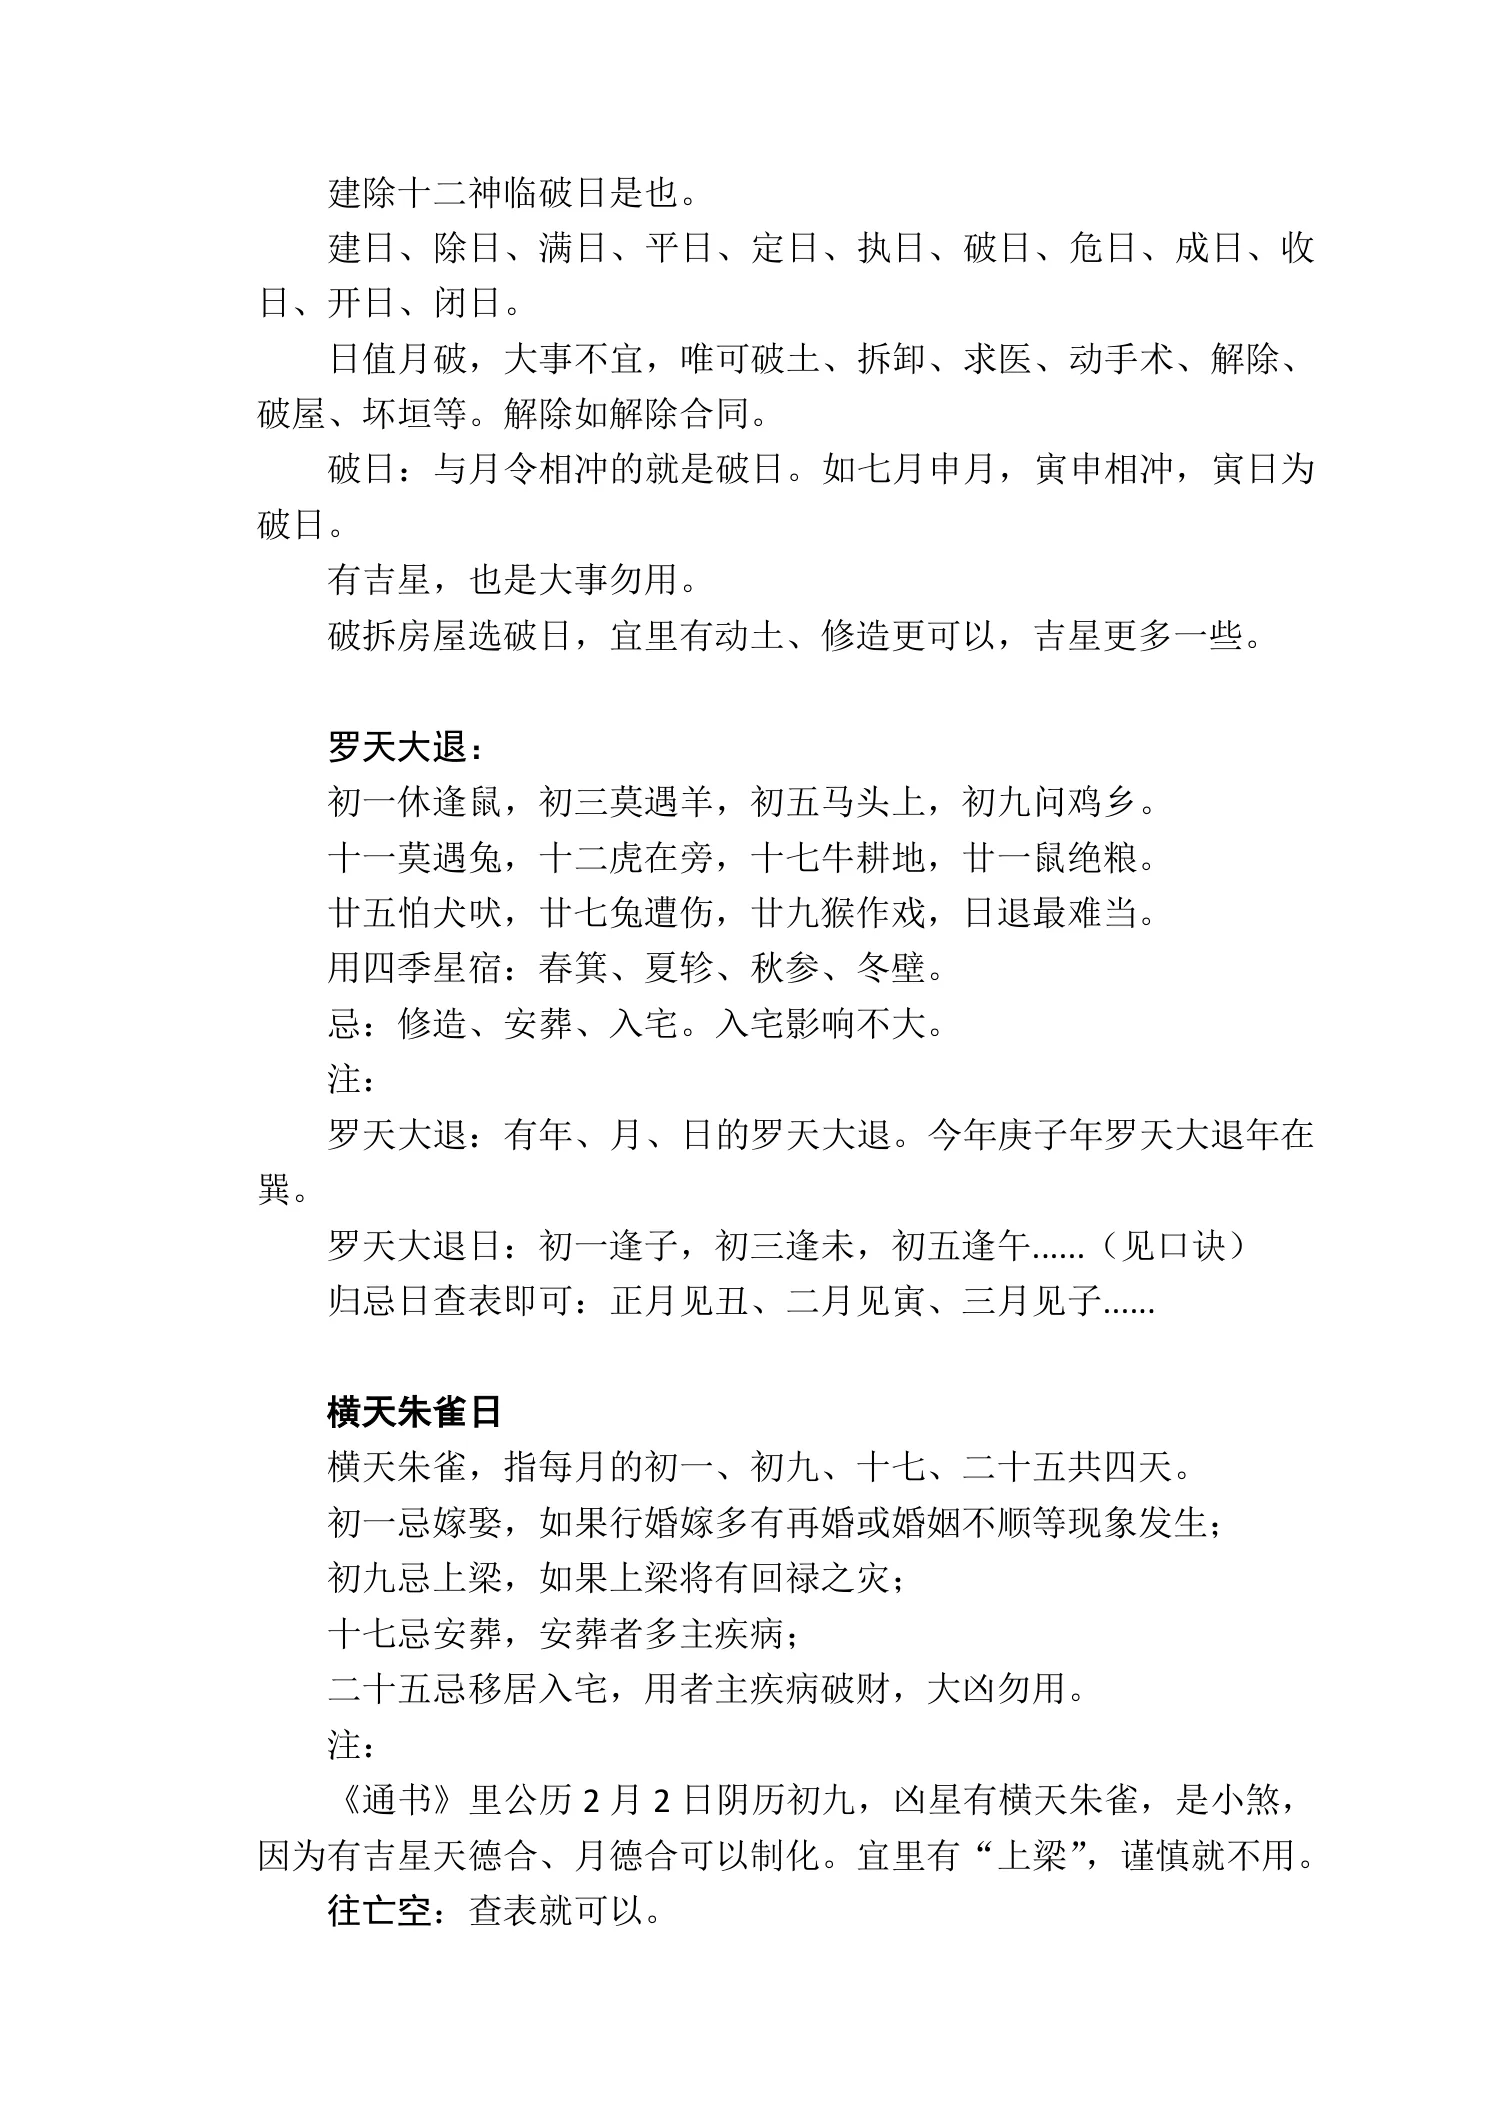 建除十二神临破日是也。
建日、除日、满日、平日、定日、执日、破日、危日、成日、收
日、开日、闭日。
日值月破，大事不宜，唯可破土、拆卸、求医、动手术、解除、
破屋、坏垣等。解除如解除合同。
破日：与月令相冲的就是破日。如七月申月，寅申相冲，寅日为
破日。
有吉星，也是大事勿用。
破拆房屋选破日，宜里有动土、修造更可以，吉星更多一些。
罗天大退：
初一休逢鼠，初三莫遇羊，初五马头上，初九问鸡乡。
十一莫遇兔，十二虎在旁，十七牛耕地，廿一鼠绝粮。
廿五怕犬吠，廿七兔遭伤，廿九猴作戏，日退最难当。
用四季星宿：春箕、夏轸、秋参、冬壁。
忌：修造、安葬、入宅。入宅影响不大。
注：
罗天大退：有年、月、日的罗天大退。今年庚子年罗天大退年在
巽。
罗天大退日：初一逢子，初三逢未，初五逢午......（见口诀）
归忌日查表即可：正月见丑、二月见寅、三月见子......
横天朱雀日
横天朱雀，指每月的初一、初九、十七、二十五共四天。
初一忌嫁娶，如果行婚嫁多有再婚或婚姻不顺等现象发生；
初九忌上梁，如果上梁将有回禄之灾；
十七忌安葬，安葬者多主疾病；
二十五忌移居入宅，用者主疾病破财，大凶勿用。
注：
《通书》里公历 2 月 2 日阴历初九，凶星有横天朱雀，是小煞，
因为有吉星天德合、月德合可以制化。宜里有“上梁”，谨慎就不用。
往亡空：查表就可以。